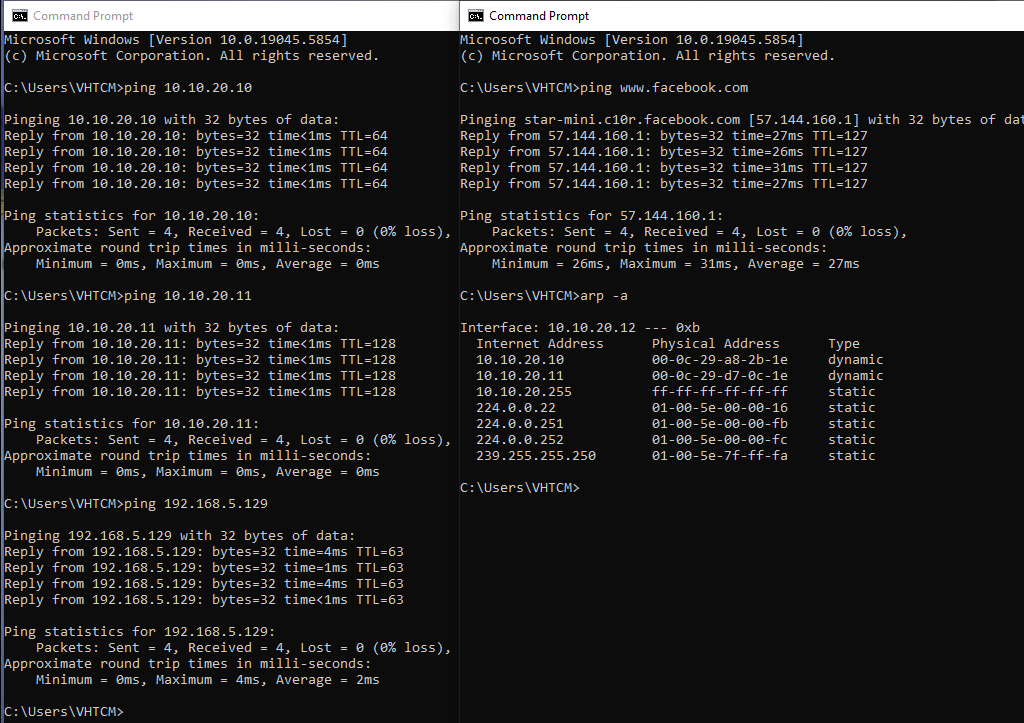 Command Prompt
Microsoft Windows [Version 10.0.19045.5854]
(c) Microsoft Corporation. All rights reserved.
C:\Users\VHTCM>ping 10.10.20.10
Pinging 10.10.20.10 with 32 bytes of data:
Reply from 10.10.20.10: bytes=32 time<1ms TTL=64
Reply from 10.10.20.10: bytes=32 time<1ms TTL=64
Reply from 10.10.20.10: bytes=32 time<1ms TTL=64
Reply from 10.10.20.10: bytes=32 time<1ms TTL=64
Ping statistics for 10.10.20.10:
    Packets: Sent = 4, Received = 4, Lost = 0 (0% loss),
Approximate round trip times in milli-seconds:
    Minimum = 0ms, Maximum = 0ms, Average = 0ms
C:\Users\VHTCM>ping 10.10.20.11
Pinging 10.10.20.11 with 32 bytes of data:
Reply from 10.10.20.11: bytes=32 time<1ms TTL=128
Reply from 10.10.20.11: bytes=32 time<1ms TTL=128
Reply from 10.10.20.11: bytes=32 time<1ms TTL=128
Reply from 10.10.20.11: bytes=32 time<1ms TTL=128
Ping statistics for 10.10.20.11:
    Packets: Sent = 4, Received = 4, Lost = 0 (0% loss),
Approximate round trip times in milli-seconds:
    Minimum = 0ms, Maximum = 0ms, Average = 0ms
C:\Users\VHTCM>ping 192.168.5.129
Pinging 192.168.5.129 with 32 bytes of data:
Reply from 192.168.5.129: bytes=32 time=4ms TTL=63
Reply from 192.168.5.129: bytes=32 time=1ms TTL=63
Reply from 192.168.5.129: bytes=32 time=4ms TTL=63
Reply from 192.168.5.129: bytes=32 time<1ms TTL=63
Ping statistics for 192.168.5.129:
    Packets: Sent = 4, Received = 4, Lost = 0 (0% loss),
Approximate round trip times in milli-seconds:
    Minimum = 0ms, Maximum = 4ms, Average = 2ms
C:\Users\VHTCM>
Command Prompt
Microsoft Windows [Version 10.0.19045.5854]
(c) Microsoft Corporation. All rights reserved.
C:\Users\VHTCM>ping www.facebook.com
Pinging star-mini.c10r.facebook.com [57.144.160.1] with 32 bytes of dat
Reply from 57.144.160.1: bytes=32 time=27ms TTL=127
Reply from 57.144.160.1: bytes=32 time=26ms TTL=127
Reply from 57.144.160.1: bytes=32 time=31ms TTL=127
Reply from 57.144.160.1: bytes=32 time=27ms TTL=127
Ping statistics for 57.144.160.1:
    Packets: Sent = 4, Received = 4, Lost = 0 (0% loss),
Approximate round trip times in milli-seconds:
    Minimum = 26ms, Maximum = 31ms, Average = 27ms
C:\Users\VHTCM>arp -a
Interface: 10.10.20.12 --- 0xb
  Internet Address      Physical Address      Type
  10.10.20.10           00-0c-29-a8-2b-1e     dynamic
  10.10.20.11           00-0c-29-d7-0c-1e     dynamic
  10.10.20.255          ff-ff-ff-ff-ff-ff     static
  224.0.0.22            01-00-5e-00-00-16     static
  224.0.0.251           01-00-5e-00-00-fb     static
  224.0.0.252           01-00-5e-00-00-fc     static
  239.255.255.250       01-00-5e-7f-ff-fa     static
C:\Users\VHTCM>